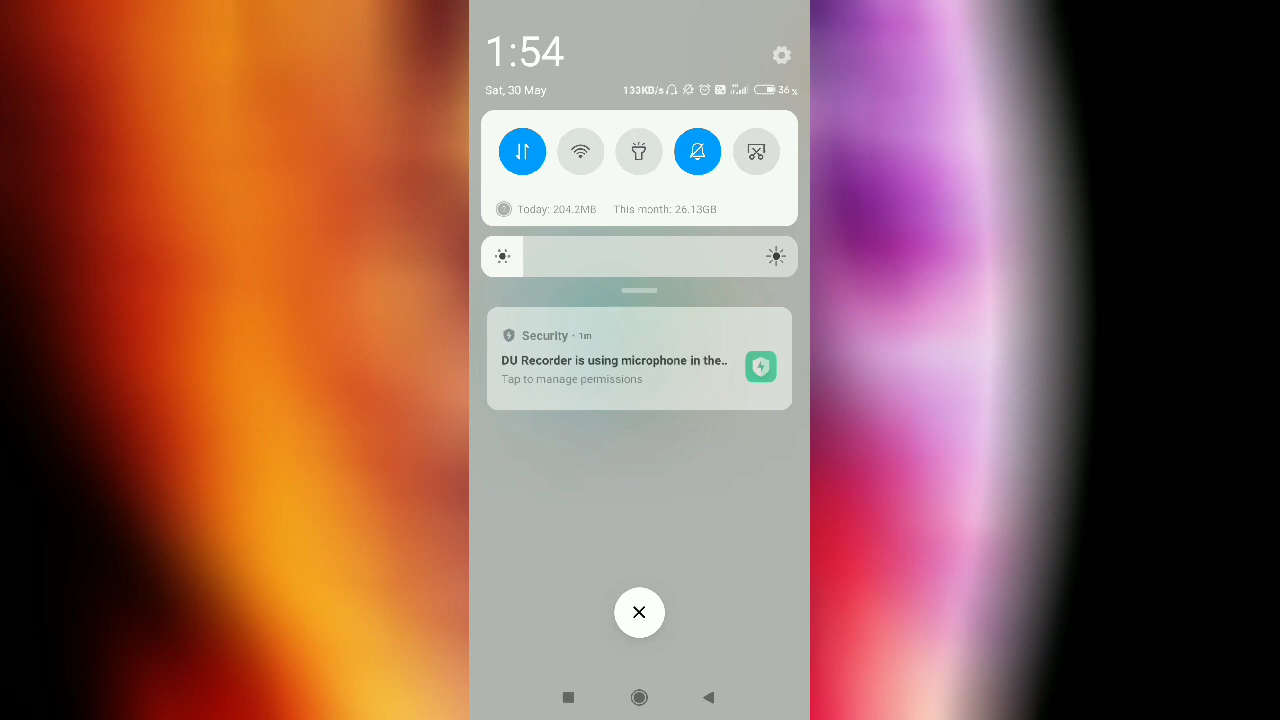 1:54
Sat, 30 May
133KB/s 36 %
Today: 204.2MB This month: 26.13GB
Security · 1m
DU Recorder is using microphone in the..
Tap to manage permissions